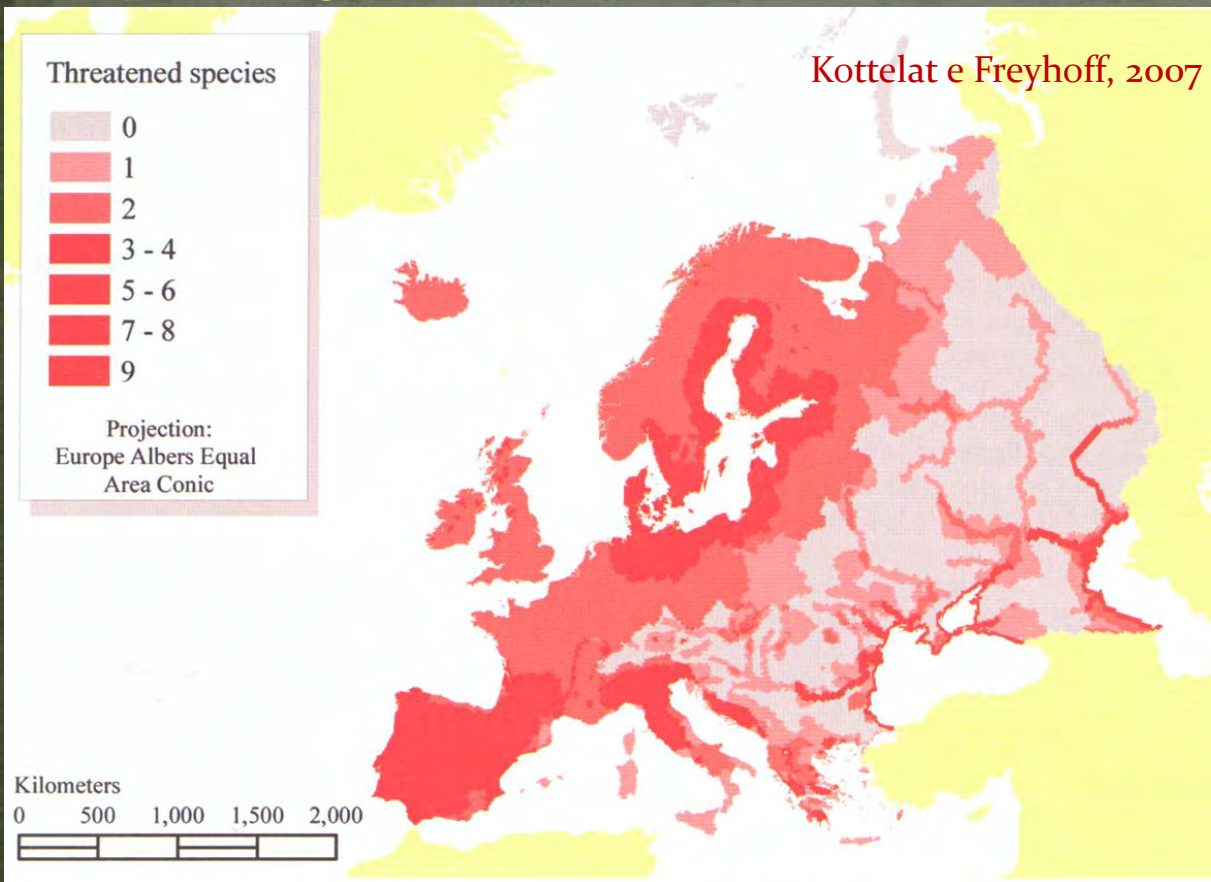 Threatened species
0
1
2
3 - 4
5 - 6
7 - 8
9
Projection:
Europe Albers Equal
Area Conic
Kottelat e Freyhoff, 2007
Kilometers
0 500 1,000 1,500 2,000